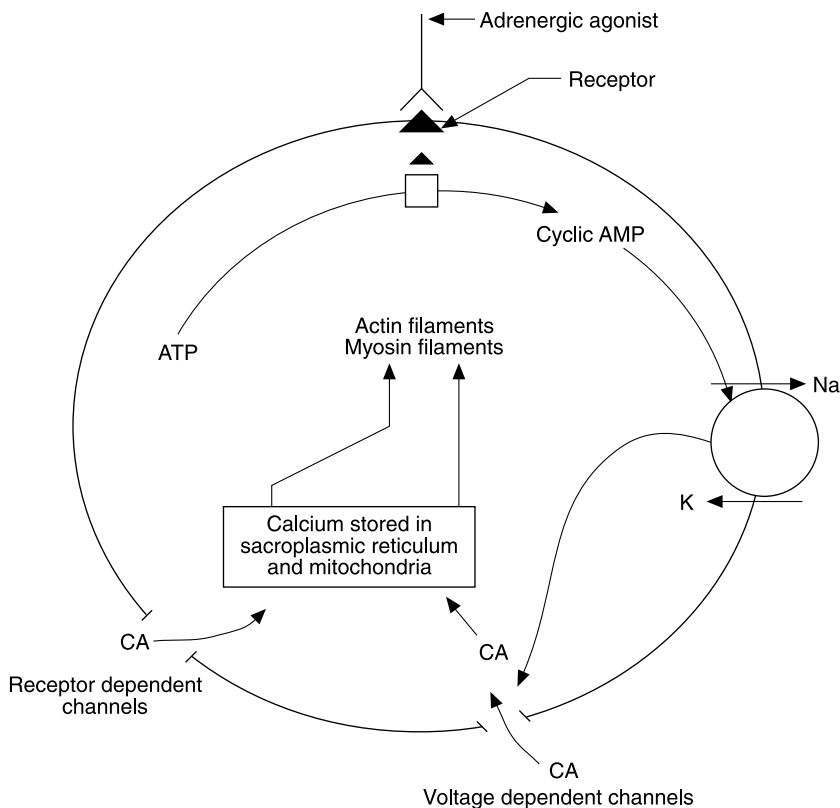 Adrenergic agonist
Receptor
Cyclic AMP
ATP
Actin filaments
Myosin filaments
Na
K
Calcium stored in
sacroplasmic reticulum
and mitochondria
CA
CA
Receptor dependent
channels
CA
Voltage dependent channels